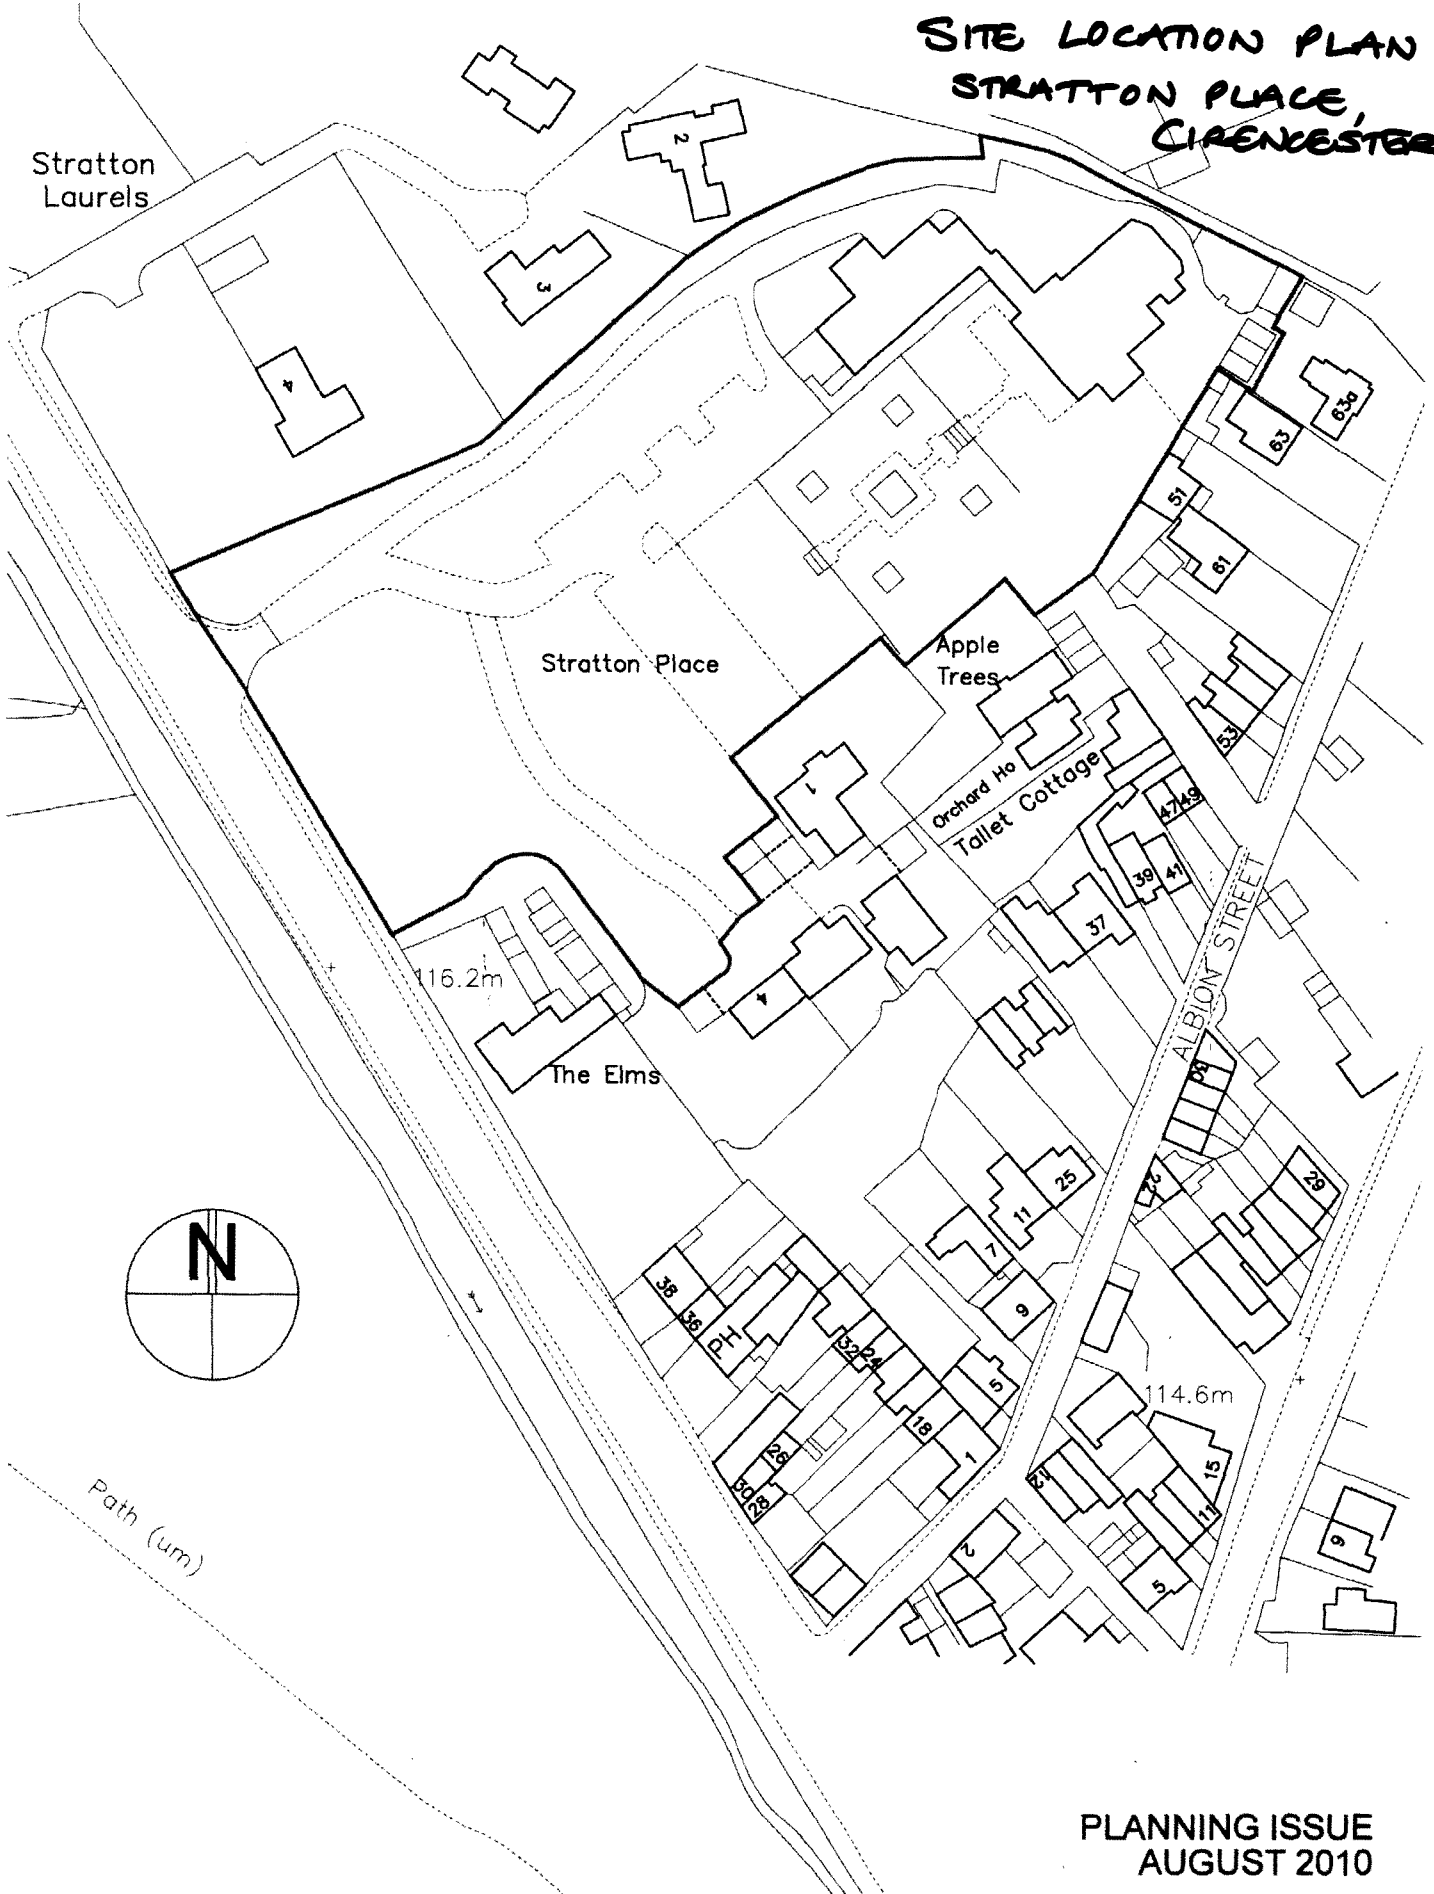 SITE LOCATION PLAN
STRATTON PLACE,
CIRENCESTER
Stratton
Laurels
2
3
4
63a
63
51
61
Stratton Place
Apple
Trees
53
1
Orchard Ho
Tallet Cottage
47
49
39
41
37
ALBION STREET
116.2m
4
The Elms
30
22
29
25
11
7
9
N
38
36
PH
32
24
5
18
1
26
30
28
114.6m
12
15
11
5
2
9
Path (um)
PLANNING ISSUE
AUGUST 2010